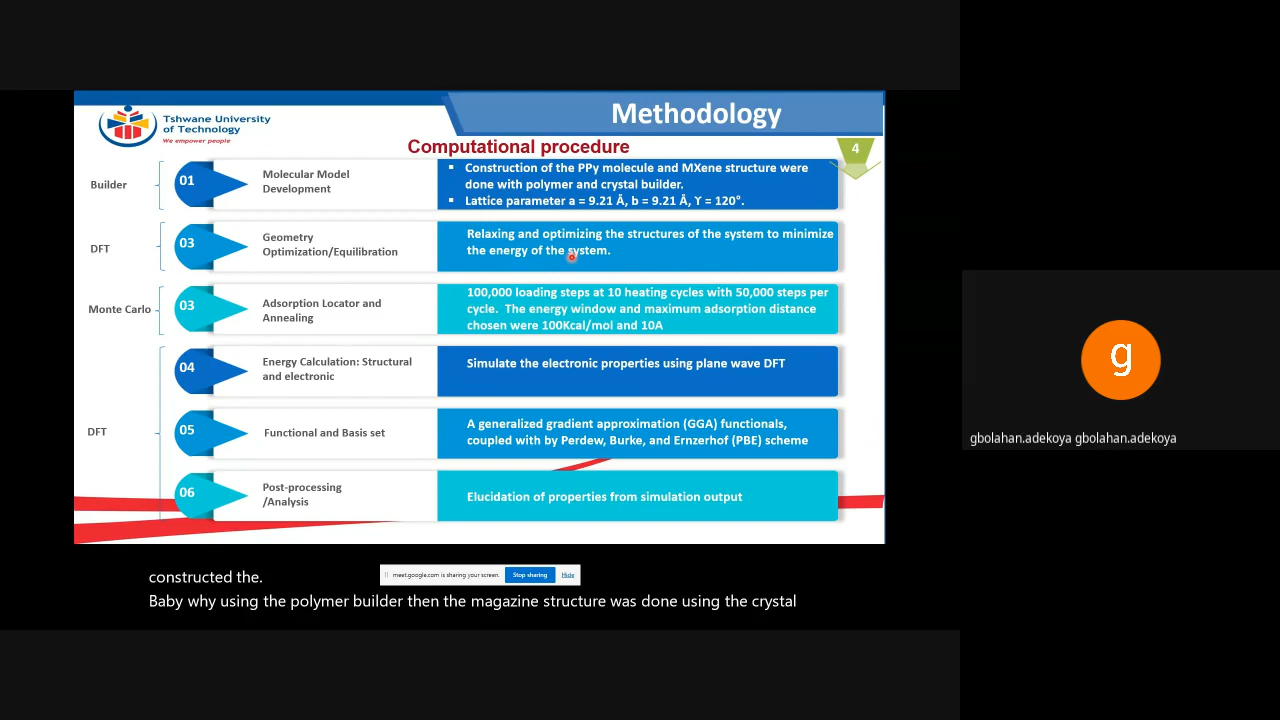 Tshwane University
of Technology
We empower people
Methodology
Computational procedure
4
Builder
01
Molecular Model
Development
▪ Construction of the PPy molecule and MXene structure were
done with polymer and crystal builder.
▪ Lattice parameter a = 9.21 Å, b = 9.21 Å, ϒ = 120°.
DFT
03
Geometry
Optimization/Equilibration
Relaxing and optimizing the structures of the system to minimize
the energy of the system.
Monte Carlo
03
Adsorption Locator and
Annealing
100,000 loading steps at 10 heating cycles with 50,000 steps per
cycle. The energy window and maximum adsorption distance
chosen were 100Kcal/mol and 10A
04
Energy Calculation: Structural
and electronic
Simulate the electronic properties using plane wave DFT
DFT
05
Functional and Basis set
A generalized gradient approximation (GGA) functionals,
coupled with by Perdew, Burke, and Ernzerhof (PBE) scheme
06
Post-processing
/Analysis
Elucidation of properties from simulation output
g
gbolahan.adekoya gbolahan.adekoya
constructed the.
meet.google.com is sharing your screen.
Stop sharing
Hide
Baby why using the polymer builder then the magazine structure was done using the crystal